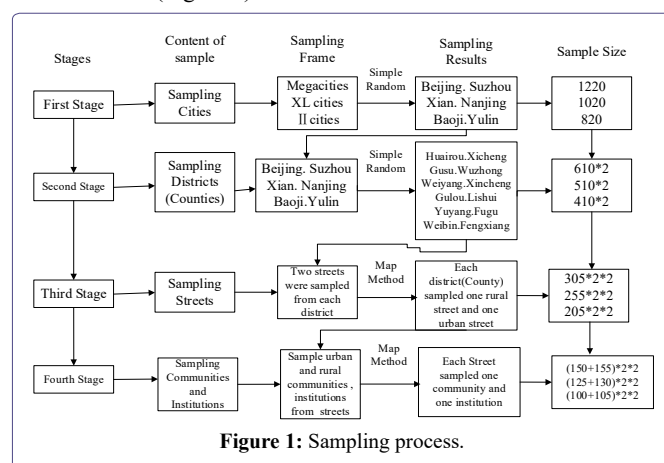 Stages
Content of
sample
Sampling
Frame
Sampling
Results
Sample Size
First Stage
Sampling
Cities
Megacities
XL cities
II cities
Simple
Random
Beijing. Suzhou
Xian. Nanjing
Baoji.Yulin
1220
1020
820
Second Stage
Sampling
Districts
(Counties)
Beijing. Suzhou
Xian. Nanjing
Baoji.Yulin
Simple
Random
Huairou.Xicheng
Gusu.Wuzhong
Weiyang.Xincheng
Gulou.Lishui
Yuyang.Fugu
Weibin.Fengxiang
610*2
510*2
410*2
Third Stage
Sampling
Streets
Two streets
were sampled
from each
district
Map
Method
Each
district(County)
sampled one rural
street and one
urban street
305*2*2
255*2*2
205*2*2
Fourth Stage
Sampling
Communities
and
Institutions
Sample urban
and rural
communities ,
institutions
from streets
Map
Method
Each Street
sampled one
community and
one institution
(150+155)*2*2
(125+130)*2*2
(100+105)*2*2
Figure 1: Sampling process.